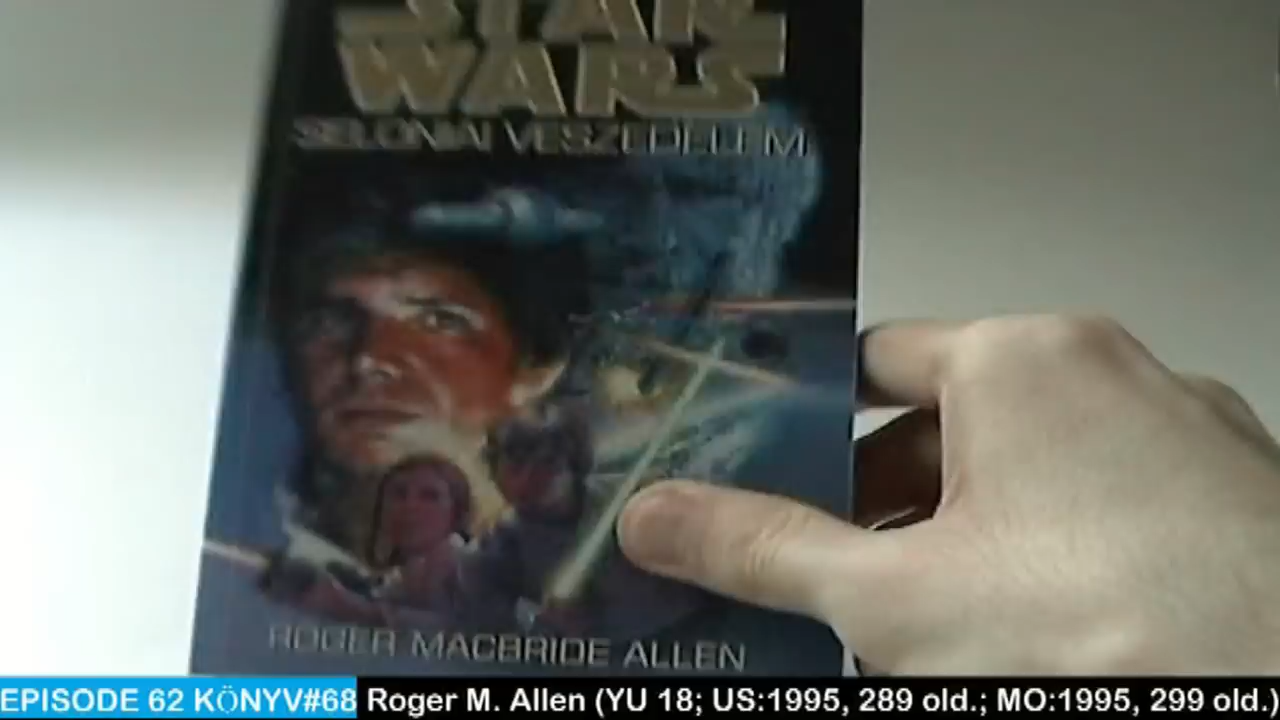 STAR
WARS
SELONIAI VESZEDELEM
ROGER MACBRIDE ALLEN
EPISODE 62 KÖNYV#68 Roger M. Allen (YU 18; US:1995, 289 old.; MO:1995, 299 old.)